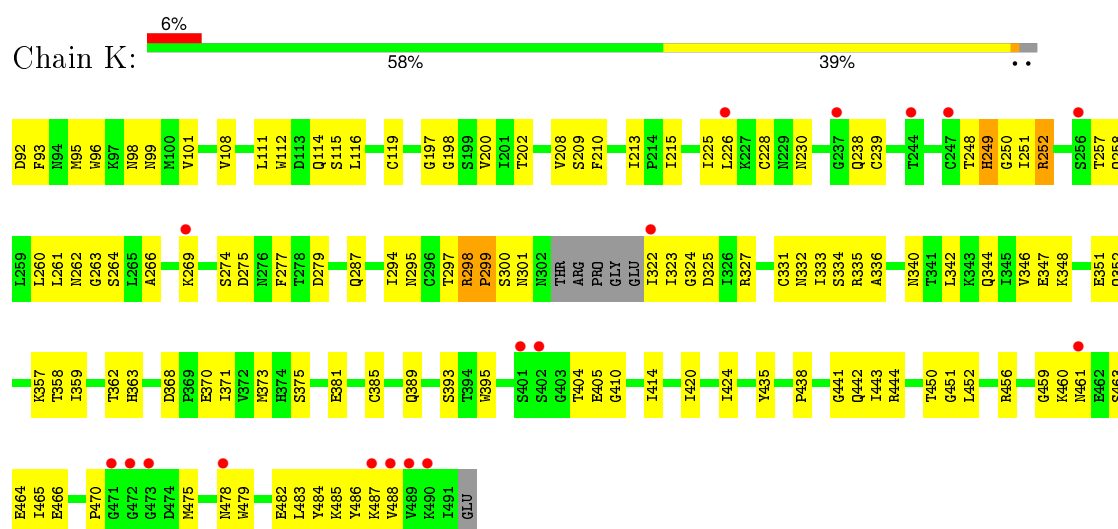 6%
Chain K:
58% 39% • •
D92 F93 N94 M95 W96 K97 N98 N99 M100 V101 V108 L111 W112 D113 Q114 S115 L116 C119 G197 G198 S199 V200 I201 T202 V208 S209 F210 I213 P214 I215 I225 L226 K227 C228 N229 N230 G237 Q238 C239 T244 C247 T248 H249 G250 I251 R252 S256 T257
L259 L260 L261 N262 G263 S264 L265 A266 K269 S274 D275 N276 F277 T278 D279 Q287 I294 N295 C296 T297 R298 P299 S300 N301 N302 THR ARG PRO GLY GLU I322 I323 G324 D325 I326 R327 C331 N332 I333 S334 R335 A336 N340 T341 L342 K343 Q344 I345 V346 E347 K348 E351
K357 T358 I359 T362 H363 D368 P369 E370 I371 V372 M373 H374 S375 E381 C385 Q389 S393 T394 W395 S401 S402 G403 T404 E405 G410 I414 I420 I424 Y435 P438 G441 Q442 I443 R444 T450 G451 L452 R456 G459 K460 N461 E462 S463
E464 I465 E466 P470 G471 G472 G473 D474 M475 N478 W479 E482 L483 Y484 K485 Y486 K487 V488 V489 K490 I491 GLU